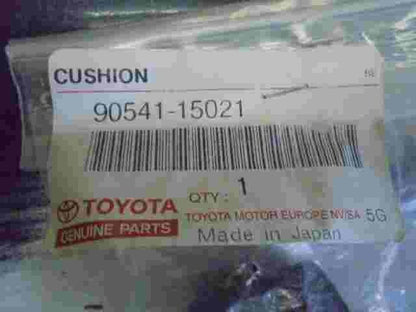 CUSHION
90541-15021
QTY: 1
TOYOTA
GENUINE PARTS
TOYOTA MOTOR EUROPE NV/SA 5G
Made in Japan